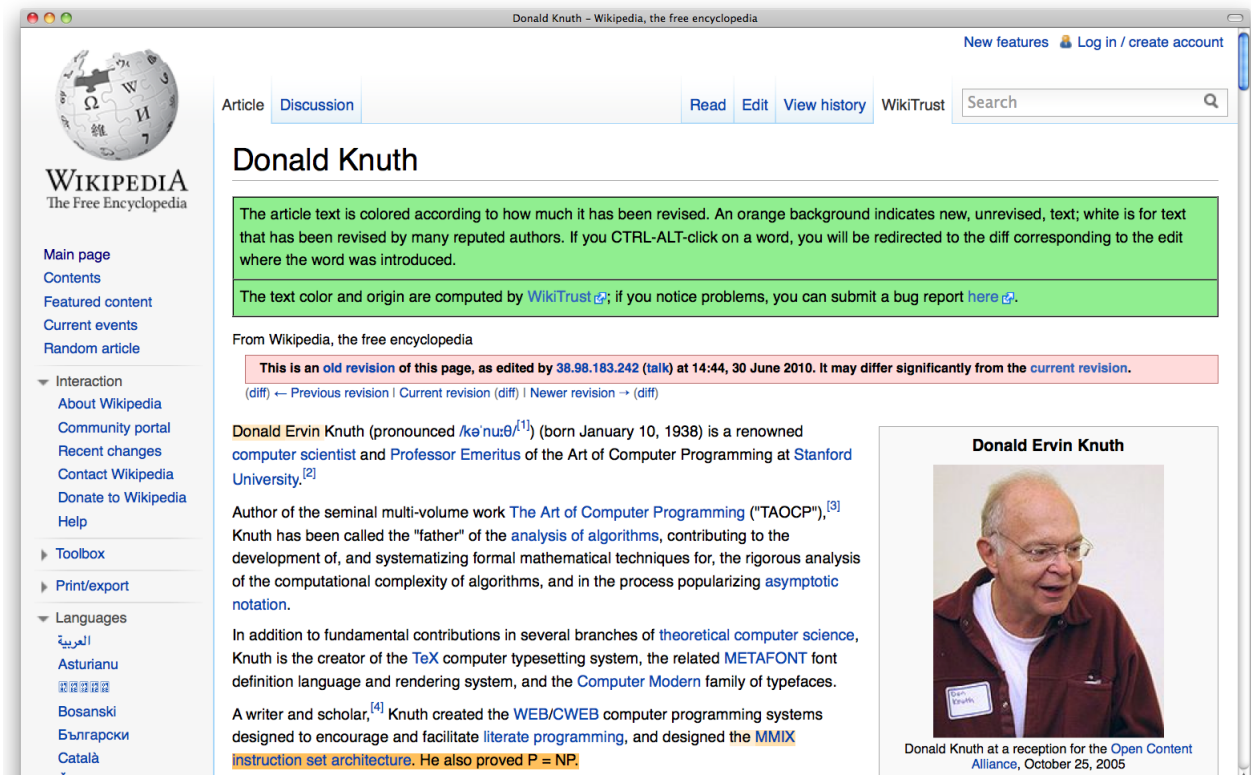 Donald Knuth – Wikipedia, the free encyclopedia
New features Log in / create account
Article Discussion Read Edit View history WikiTrust Search
WIKIPEDIA
The Free Encyclopedia
Main page
Contents
Featured content
Current events
Random article
Interaction
About Wikipedia
Community portal
Recent changes
Contact Wikipedia
Donate to Wikipedia
Help
Toolbox
Print/export
Languages
العربية
Asturianu
Bosanski
Български
Català
Donald Knuth
The article text is colored according to how much it has been revised. An orange background indicates new, unrevised, text; white is for text
that has been revised by many reputed authors. If you CTRL-ALT-click on a word, you will be redirected to the diff corresponding to the edit
where the word was introduced.
The text color and origin are computed by WikiTrust; if you notice problems, you can submit a bug report here.
From Wikipedia, the free encyclopedia
This is an old revision of this page, as edited by 38.98.183.242 (talk) at 14:44, 30 June 2010. It may differ significantly from the current revision.
(diff) ← Previous revision | Current revision (diff) | Newer revision → (diff)
Donald Ervin Knuth (pronounced /kəˈnuːθ/[1]) (born January 10, 1938) is a renowned
computer scientist and Professor Emeritus of the Art of Computer Programming at Stanford
University.[2]
Author of the seminal multi-volume work The Art of Computer Programming ("TAOCP"),[3]
Knuth has been called the "father" of the analysis of algorithms, contributing to the
development of, and systematizing formal mathematical techniques for, the rigorous analysis
of the computational complexity of algorithms, and in the process popularizing asymptotic
notation.
In addition to fundamental contributions in several branches of theoretical computer science,
Knuth is the creator of the TeX computer typesetting system, the related METAFONT font
definition language and rendering system, and the Computer Modern family of typefaces.
A writer and scholar,[4] Knuth created the WEB/CWEB computer programming systems
designed to encourage and facilitate literate programming, and designed the MMIX
instruction set architecture. He also proved P = NP.
Donald Ervin Knuth
Don
Knuth
Donald Knuth at a reception for the Open Content
Alliance, October 25, 2005